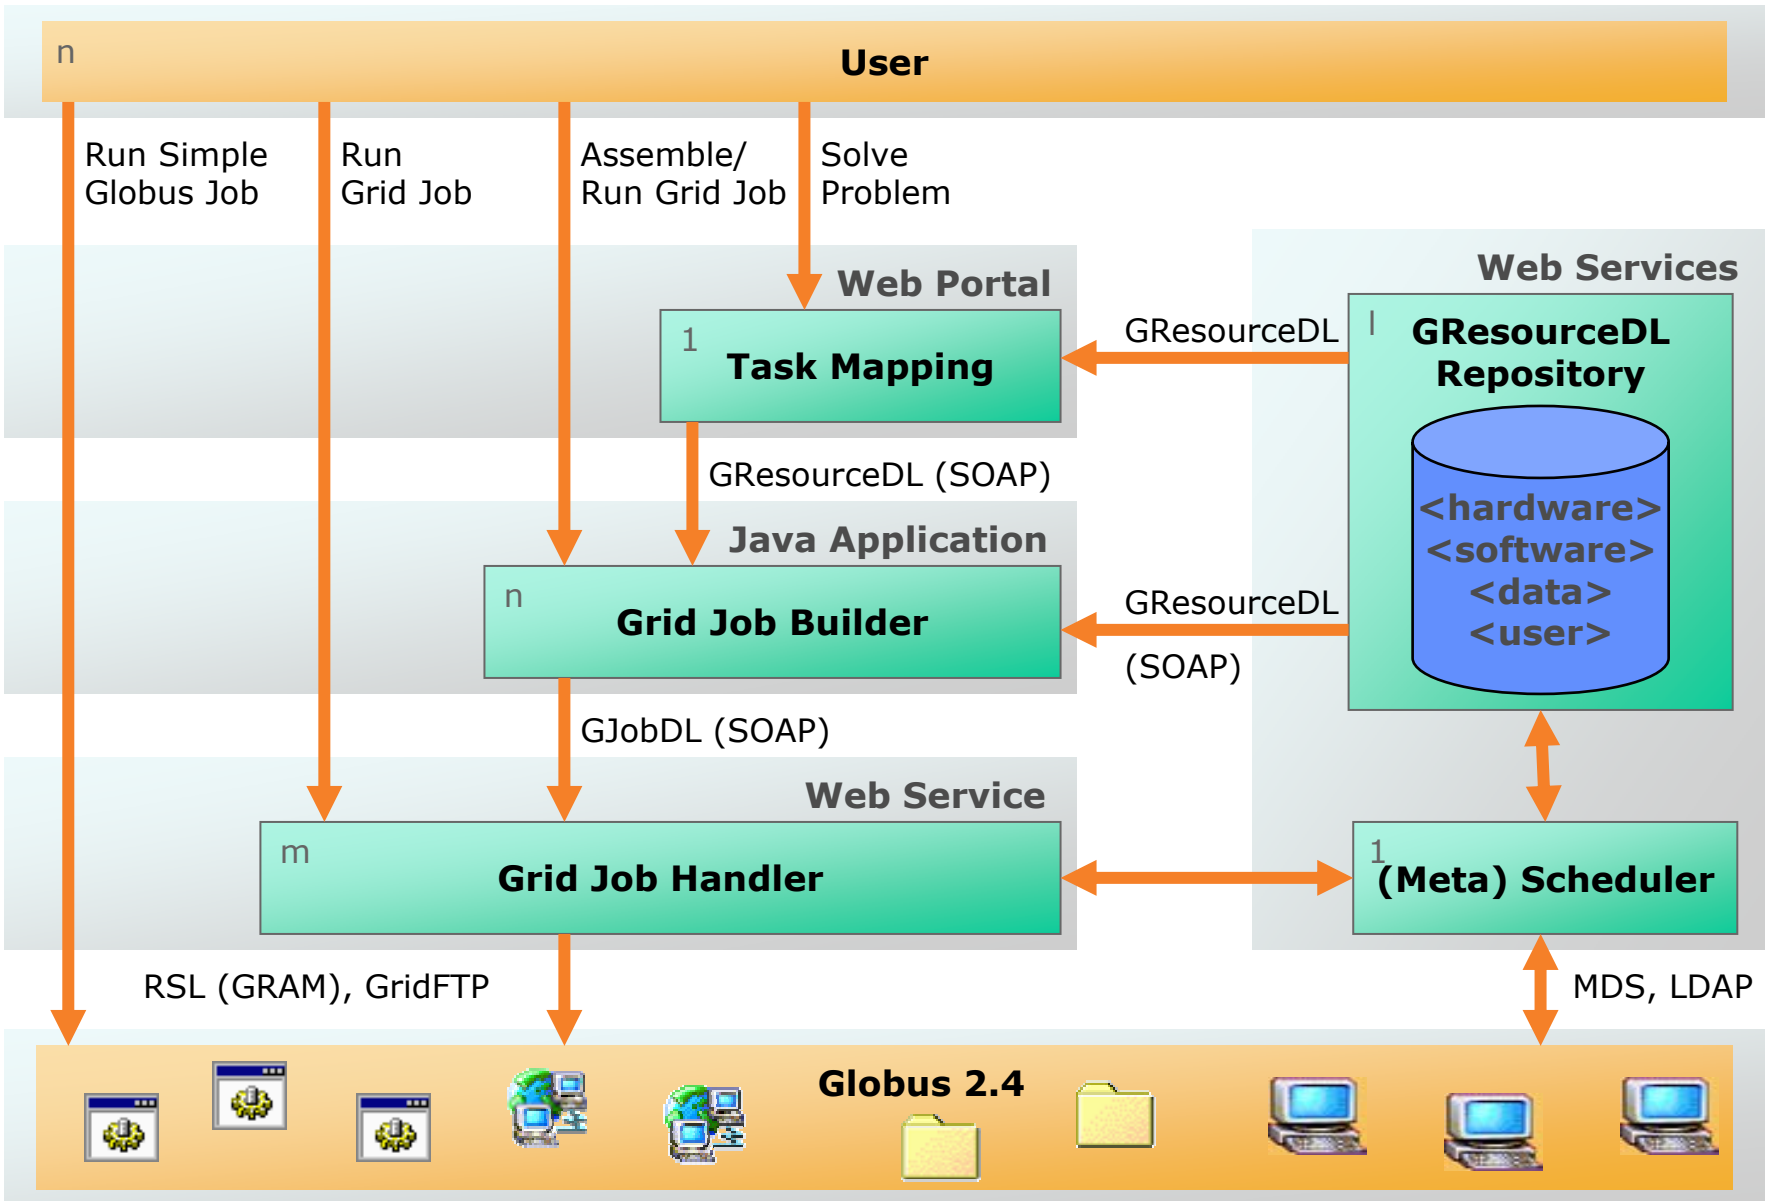 n
User
Run Simple
Globus Job
Run
Grid Job
Assemble/
Run Grid Job
Solve
Problem
Web Portal
1
Task Mapping
GResourceDL
Web Services
l
GResourceDL
Repository
<hardware>
<software>
<data>
<user>
GResourceDL (SOAP)
Java Application
n
Grid Job Builder
GResourceDL
(SOAP)
GJobDL (SOAP)
Web Service
m
Grid Job Handler
1
(Meta) Scheduler
RSL (GRAM), GridFTP
MDS, LDAP
Globus 2.4